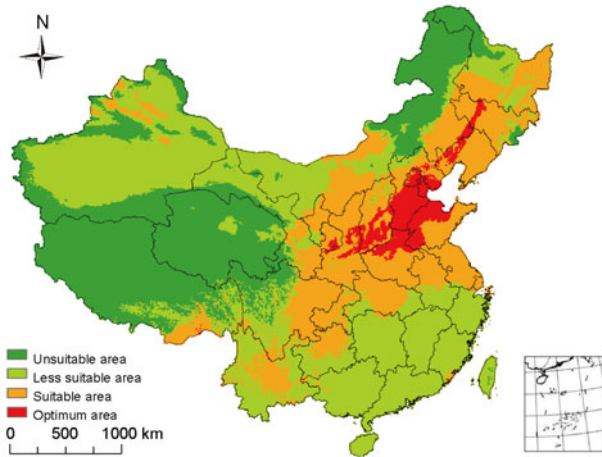 N
Unsuitable area
Less suitable area
Suitable area
Optimum area
0 500 1000 km